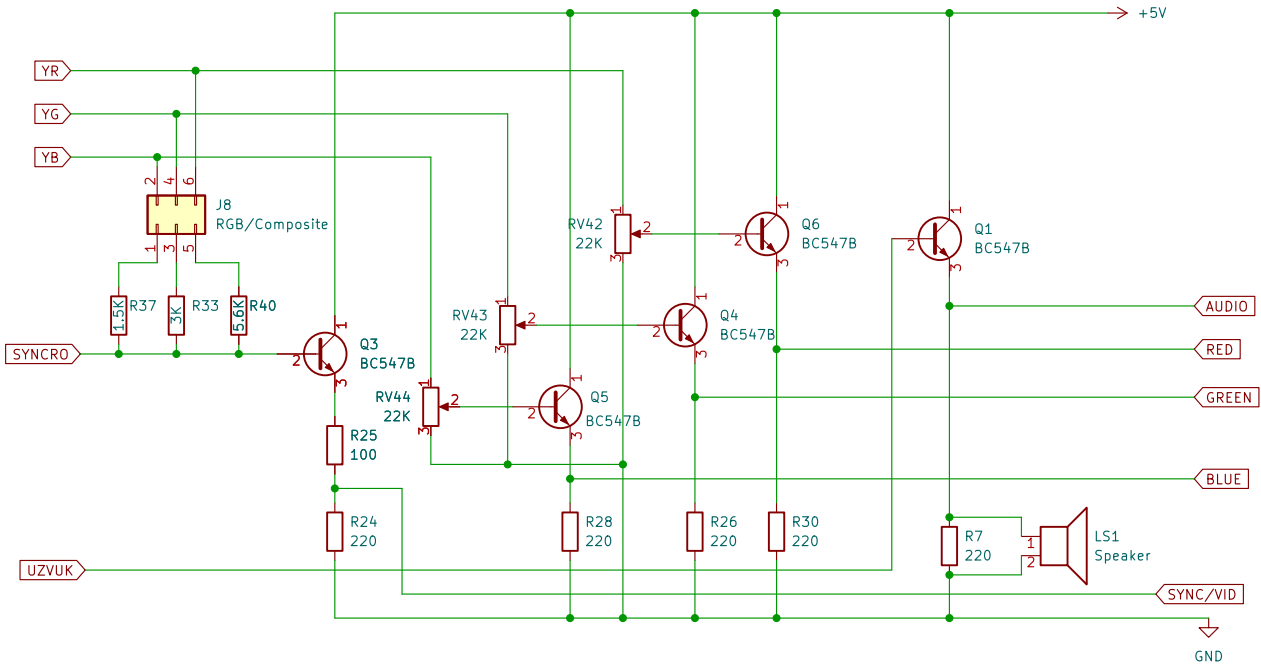 +5V
YR
YG
YB
2 4 6
J8
RGB/Composite
1 3 5
R37
1.5K
R33
3K
R40
5.6K
SYNCRO
1
2
3
Q3
BC547B
R25
100
R24
220
1
RV44
22K
2
3
1
RV43
22K
2
3
1
RV42
22K
2
3
1
2
3
Q5
BC547B
1
2
3
Q4
BC547B
1
2
3
Q6
BC547B
1
2
3
Q1
BC547B
AUDIO
RED
GREEN
BLUE
R28
220
R26
220
R30
220
R7
220
1
2
LS1
Speaker
UZVUK
SYNC/VID
GND